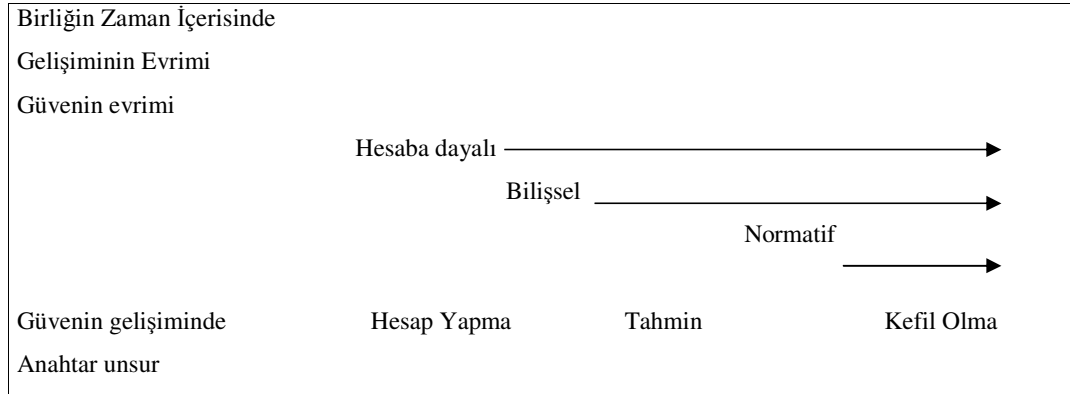 Birliğin Zaman İçerisinde
Gelişiminin Evrimi
Güvenin evrimi
Hesaba dayalı
Bilişsel
Normatif
Güvenin gelişiminde Hesap Yapma Tahmin Kefil Olma
Anahtar unsur